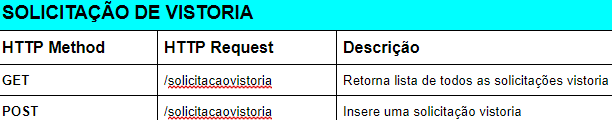 SOLICITAÇÃO DE VISTORIA
HTTP Method HTTP Request Descrição
GET /solicitacaovistoria Retorna lista de todos as solicitações vistoria
POST /solicitacaovistoria Insere uma solicitação vistoria